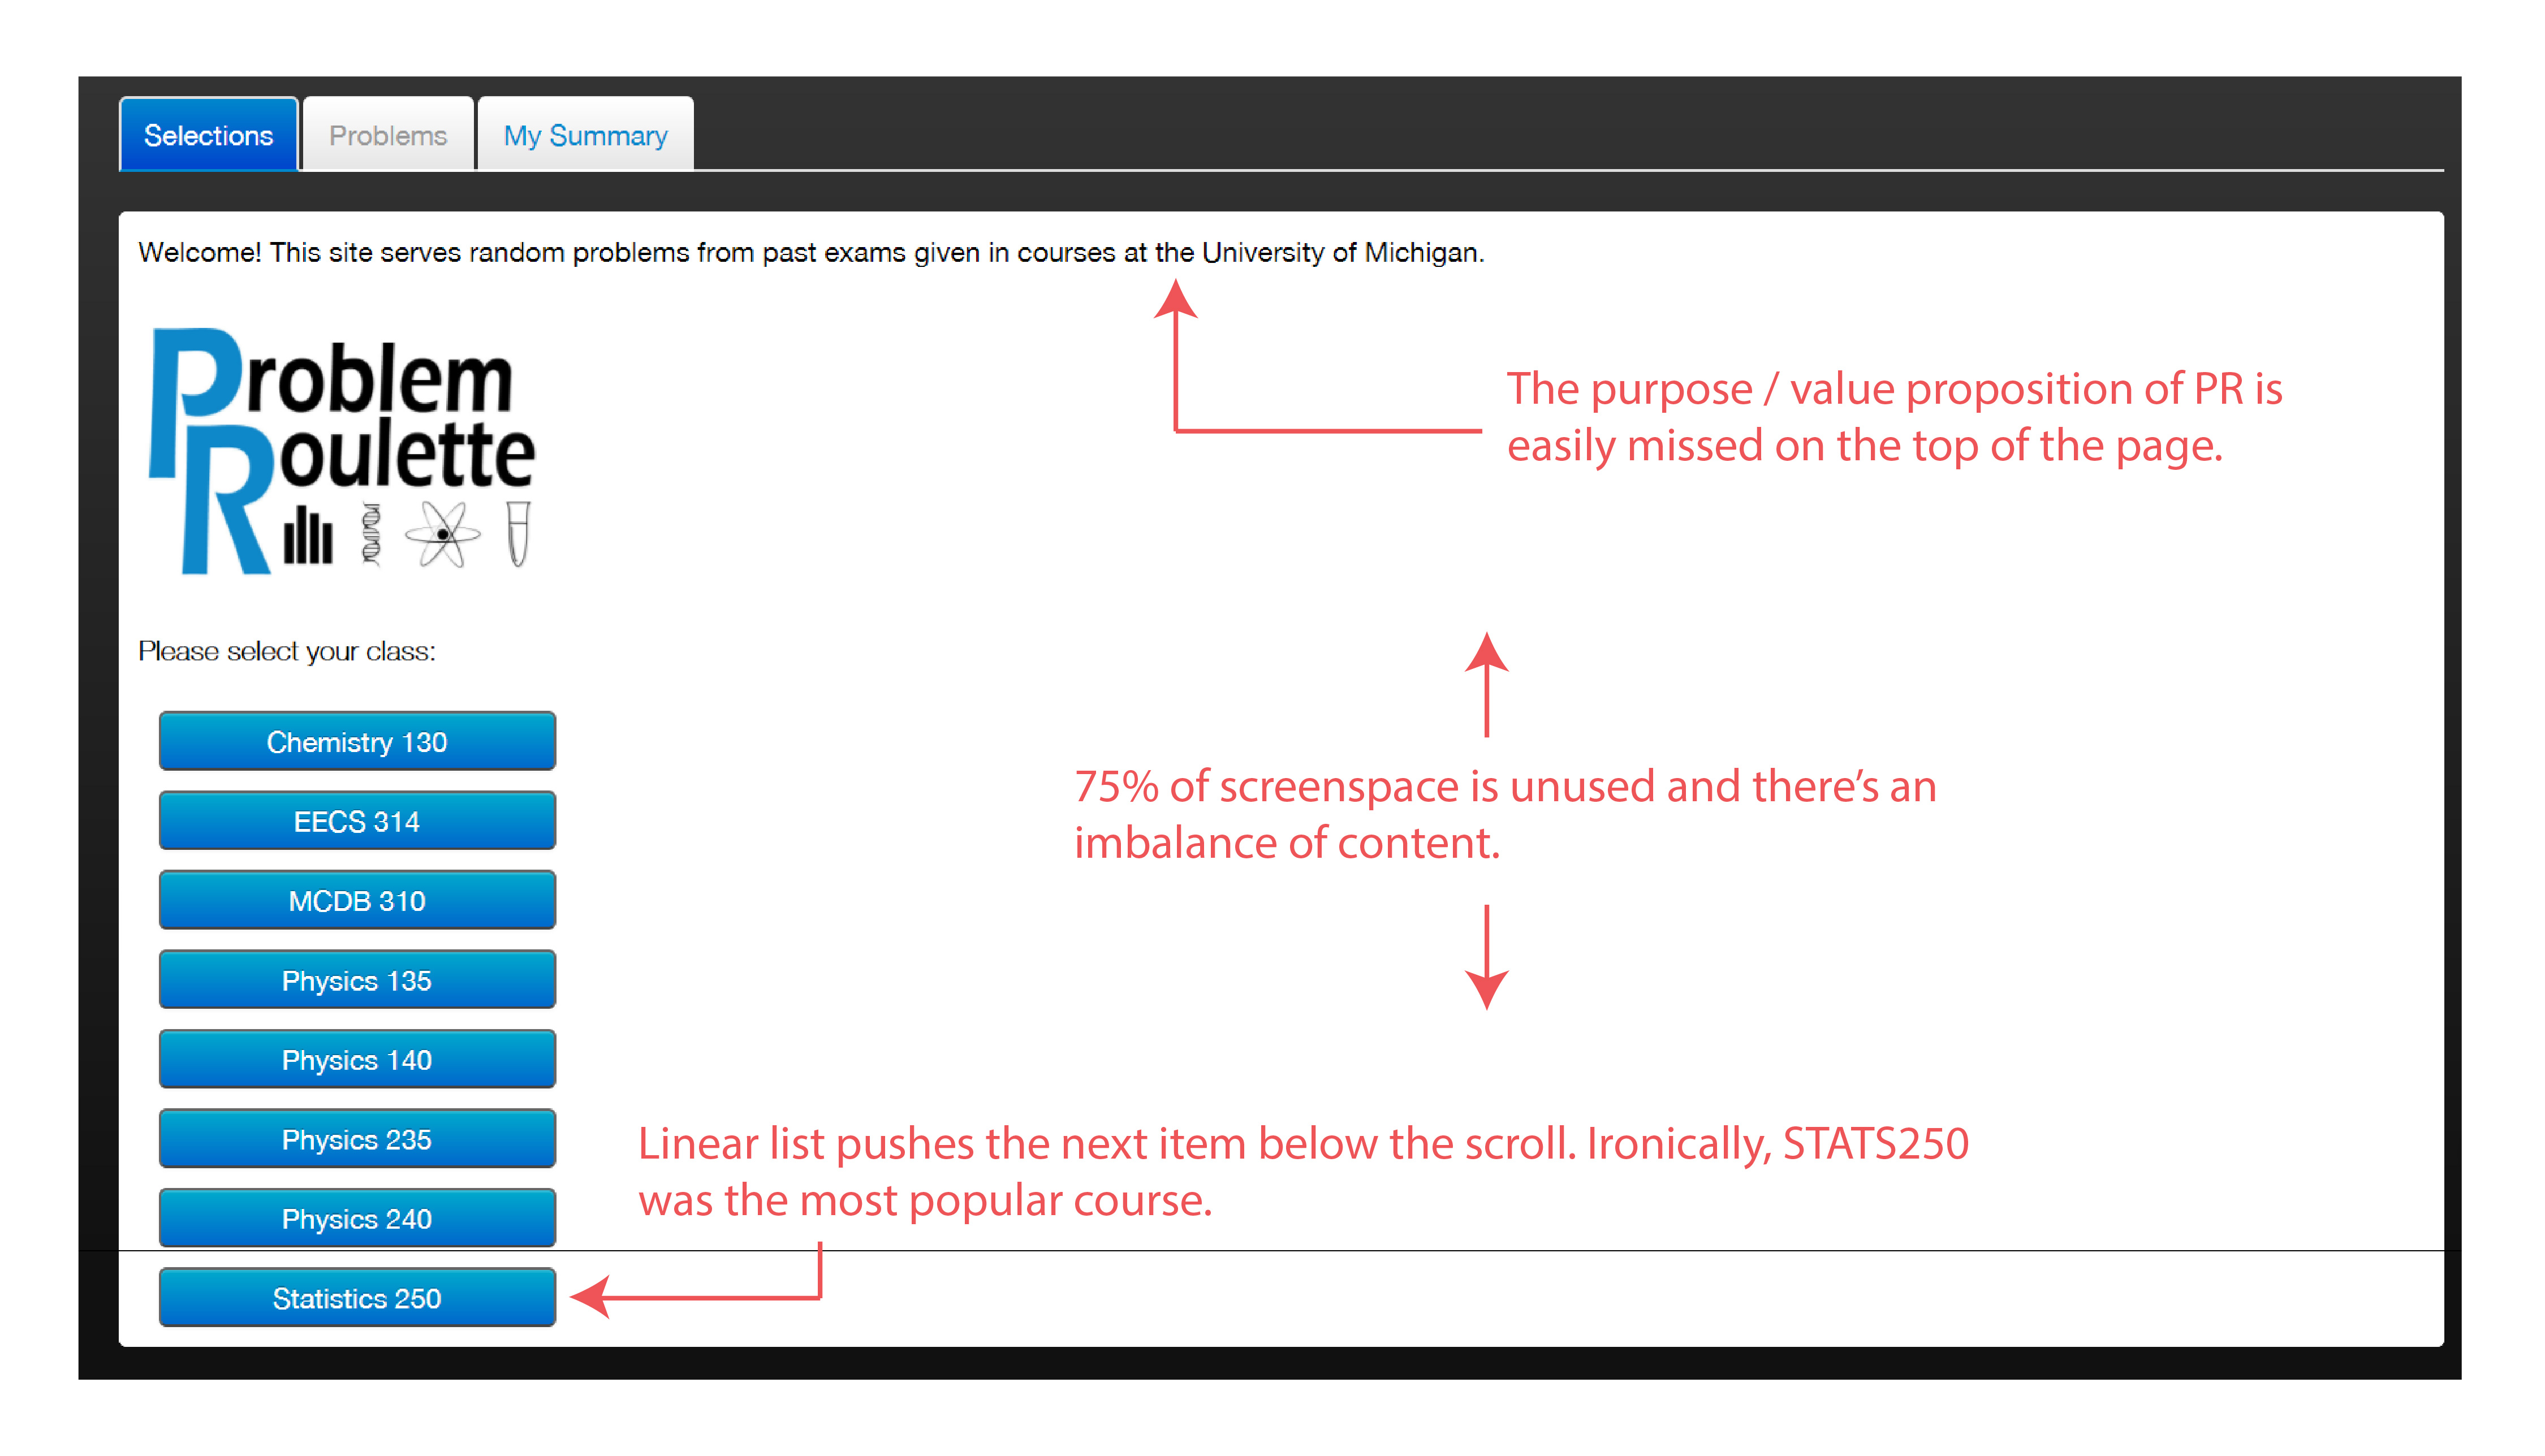 Selections Problems My Summary
Welcome! This site serves random problems from past exams given in courses at the University of Michigan.
Problem
Roulette
The purpose / value proposition of PR is
easily missed on the top of the page.
Please select your class:
Chemistry 130
75% of screenspace is unused and there’s an
imbalance of content.
EECS 314
MCDB 310
Physics 135
Physics 140
Physics 235
Linear list pushes the next item below the scroll. Ironically, STATS250
was the most popular course.
Physics 240
Statistics 250